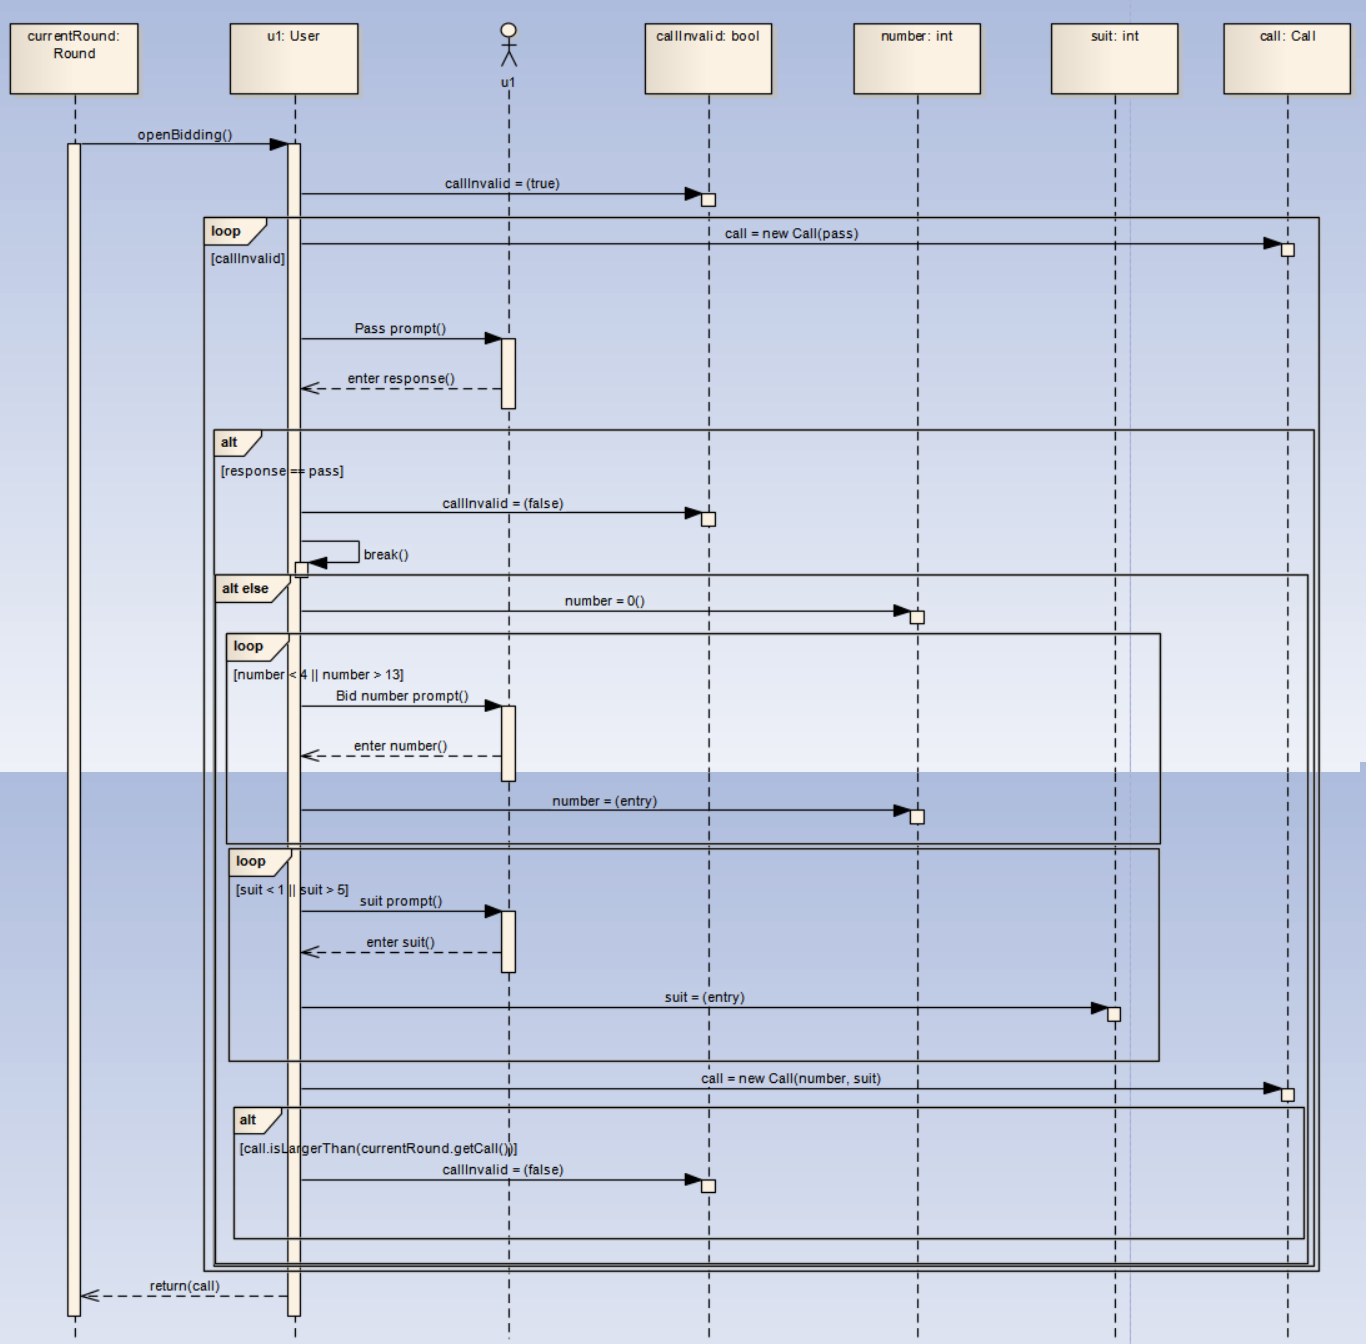 currentRound:
Round
u1: User
u1
callInvalid: bool
number: int
suit: int
call: Call
openBidding()
callInvalid = (true)
loop
call = new Call(pass)
[callInvalid]
Pass prompt()
enter response()
alt
[response == pass]
callInvalid = (false)
break()
alt else
number = 0()
loop
[number < 4 || number > 13]
Bid number prompt()
enter number()
number = (entry)
loop
[suit < 1 || suit > 5]
suit prompt()
enter suit()
suit = (entry)
call = new Call(number, suit)
alt
[call.isLargerThan(currentRound.getCall())]
callInvalid = (false)
return(call)